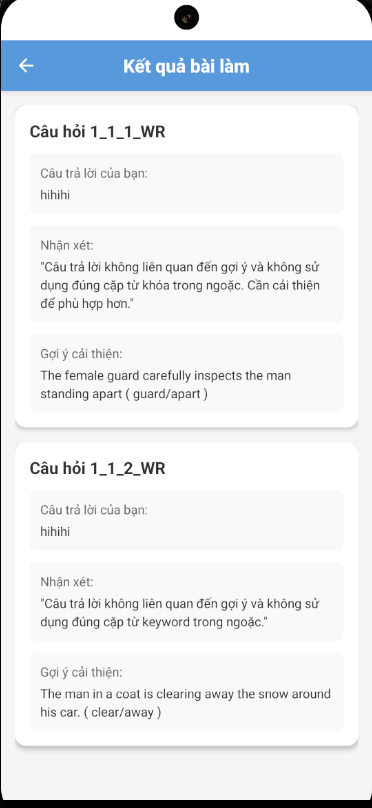 Kết quả bài làm
Câu hỏi 1_1_1_WR
Câu trả lời của bạn:
hihihi
Nhận xét:
"Câu trả lời không liên quan đến gợi ý và không sử
dụng đúng cặp từ khóa trong ngoặc. Cần cải thiện
để phù hợp hơn."
Gợi ý cải thiện:
The female guard carefully inspects the man
standing apart ( guard/apart )
Câu hỏi 1_1_2_WR
Câu trả lời của bạn:
hihihi
Nhận xét:
"Câu trả lời không liên quan đến gợi ý và không sử
dụng đúng cặp từ keyword trong ngoặc."
Gợi ý cải thiện:
The man in a coat is clearing away the snow around
his car. ( clear/away )